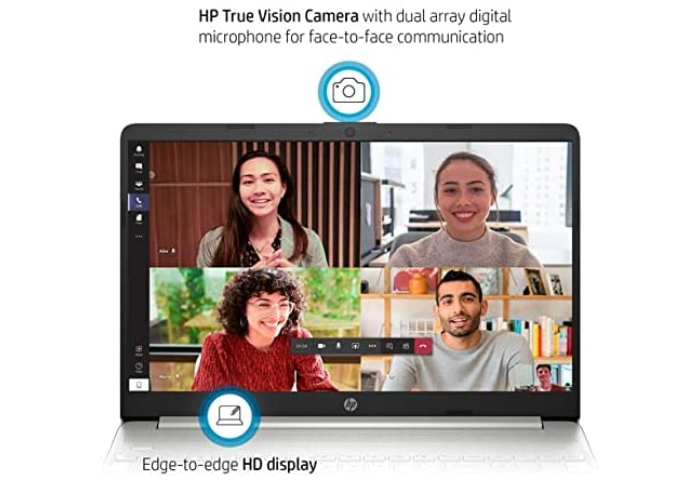 HP True Vision Camera with dual array digital
microphone for face-to-face communication
hp
Edge-to-edge HD display